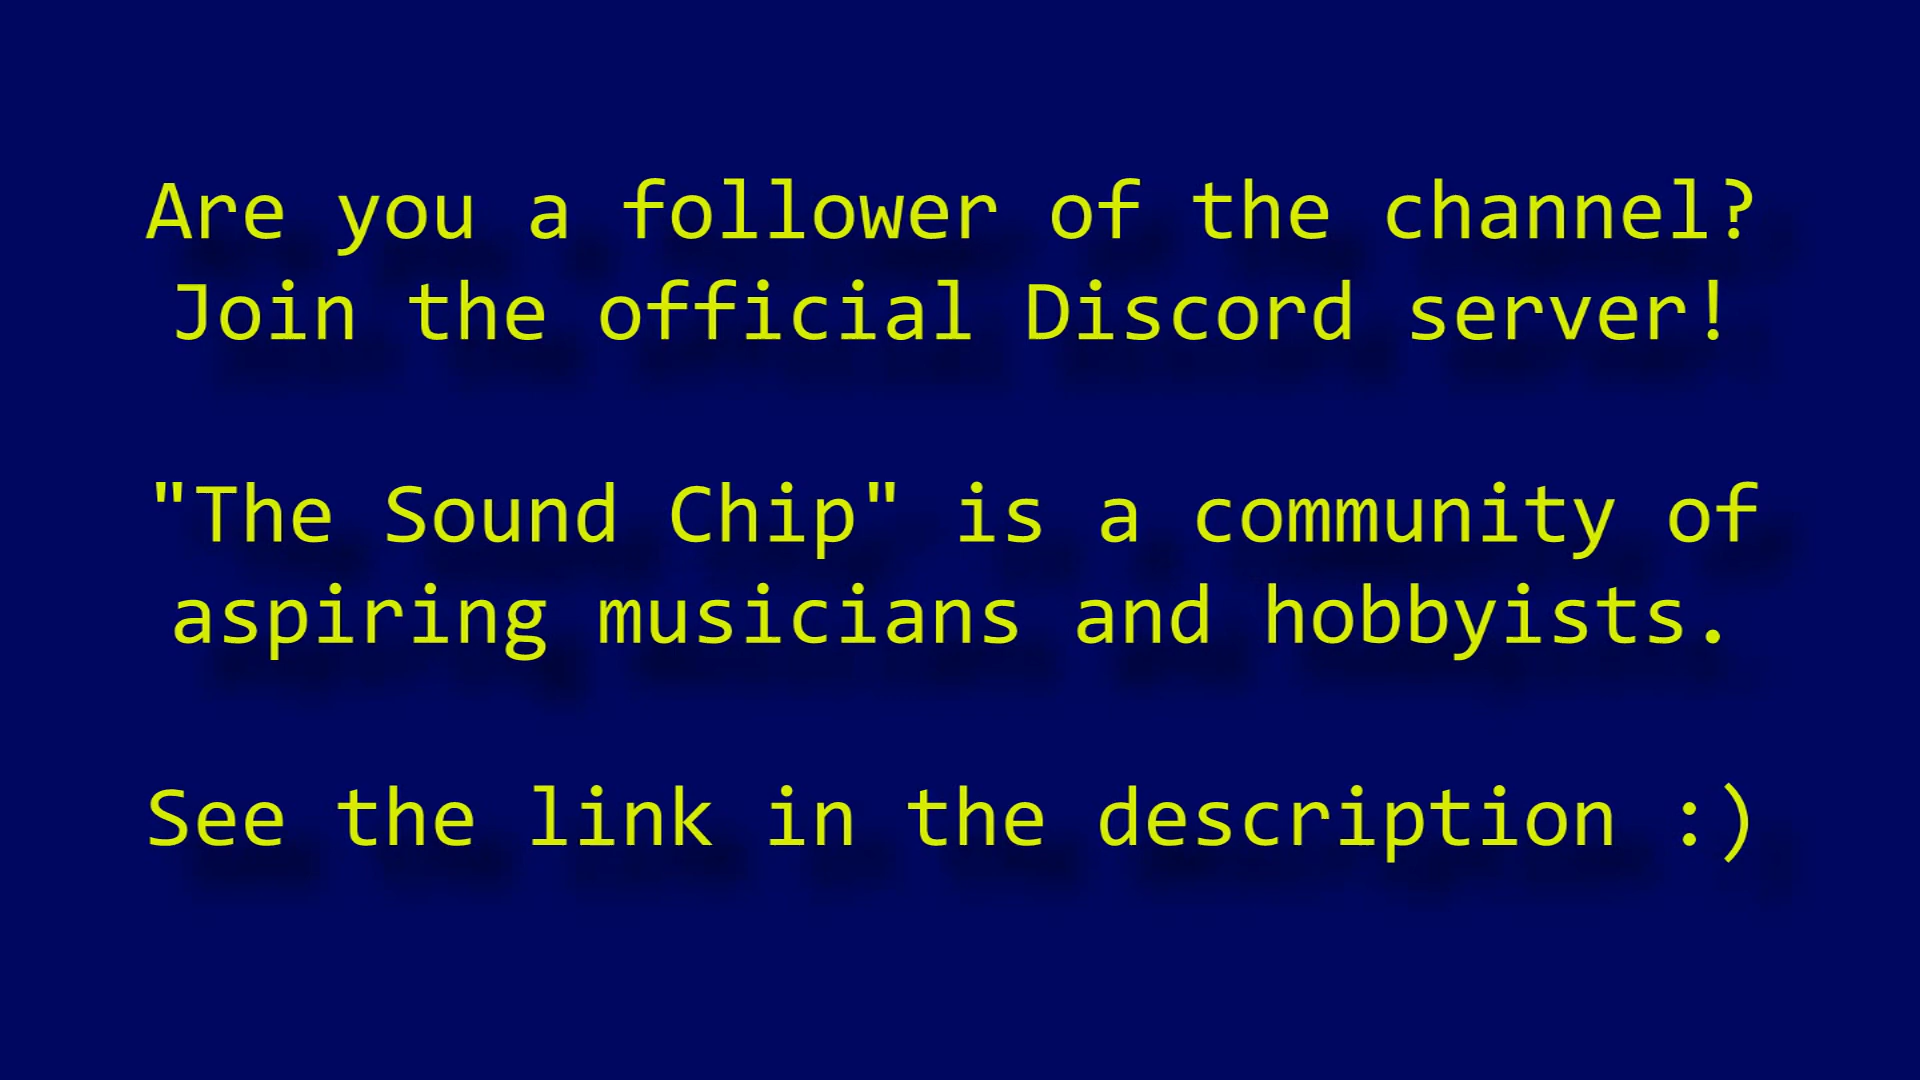 Are you a follower of the channel?
Join the official Discord server!
"The Sound Chip" is a community of
aspiring musicians and hobbyists.
See the link in the description :)